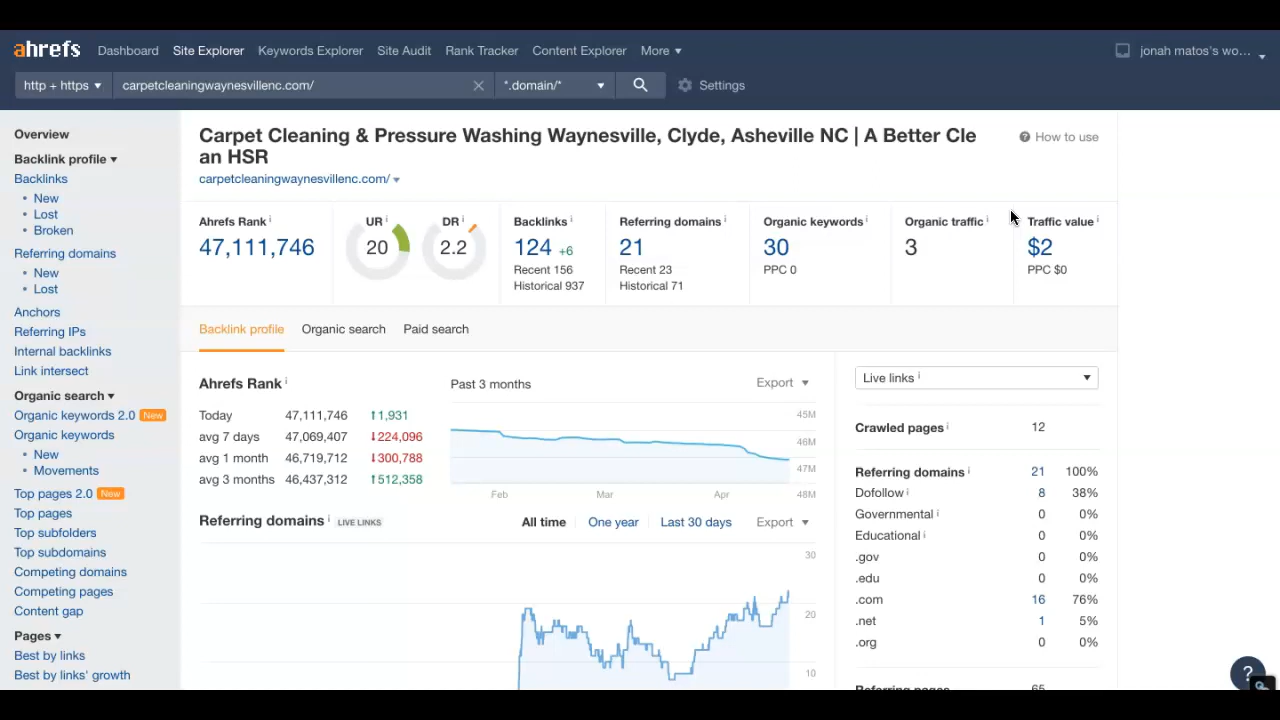 ahrefs Dashboard Site Explorer Keywords Explorer Site Audit Rank Tracker Content Explorer More jonah matos's wo...
http + https carpetcleaningwaynesvillenc.com/ *.domain/* Settings
Overview
Backlink profile
Backlinks
New
Lost
Broken
Referring domains
New
Lost
Anchors
Referring IPs
Internal backlinks
Link intersect
Organic search
Organic keywords 2.0 New
Organic keywords
New
Movements
Top pages 2.0 New
Top pages
Top subfolders
Top subdomains
Competing domains
Competing pages
Content gap
Pages
Best by links
Best by links' growth
Carpet Cleaning & Pressure Washing Waynesville, Clyde, Asheville NC | A Better Cle
an HSR
? How to use
carpetcleaningwaynesvillenc.com/
Ahrefs Rank i
47,111,746
UR i
20
DR i
2.2
Backlinks i
124 +6
Recent 156
Historical 937
Referring domains i
21
Recent 23
Historical 71
Organic keywords i
30
PPC 0
Organic traffic i
3
Traffic value i
$2
PPC $0
Backlink profile Organic search Paid search
Ahrefs Rank i
Today 47,111,746 ↑1,931
avg 7 days 47,069,407 ↓224,096
avg 1 month 46,719,712 ↓300,788
avg 3 months 46,437,312 ↑512,358
Past 3 months Export
45M
46M
47M
48M
Feb Mar Apr
Referring domains i LIVE LINKS All time One year Last 30 days Export
30
20
10
Live links i
Crawled pages i 12
Referring domains i 21 100%
Dofollow i 8 38%
Governmental i 0 0%
Educational i 0 0%
.gov 0 0%
.edu 0 0%
.com 16 76%
.net 1 5%
.org 0 0%
Referring pages 65
?